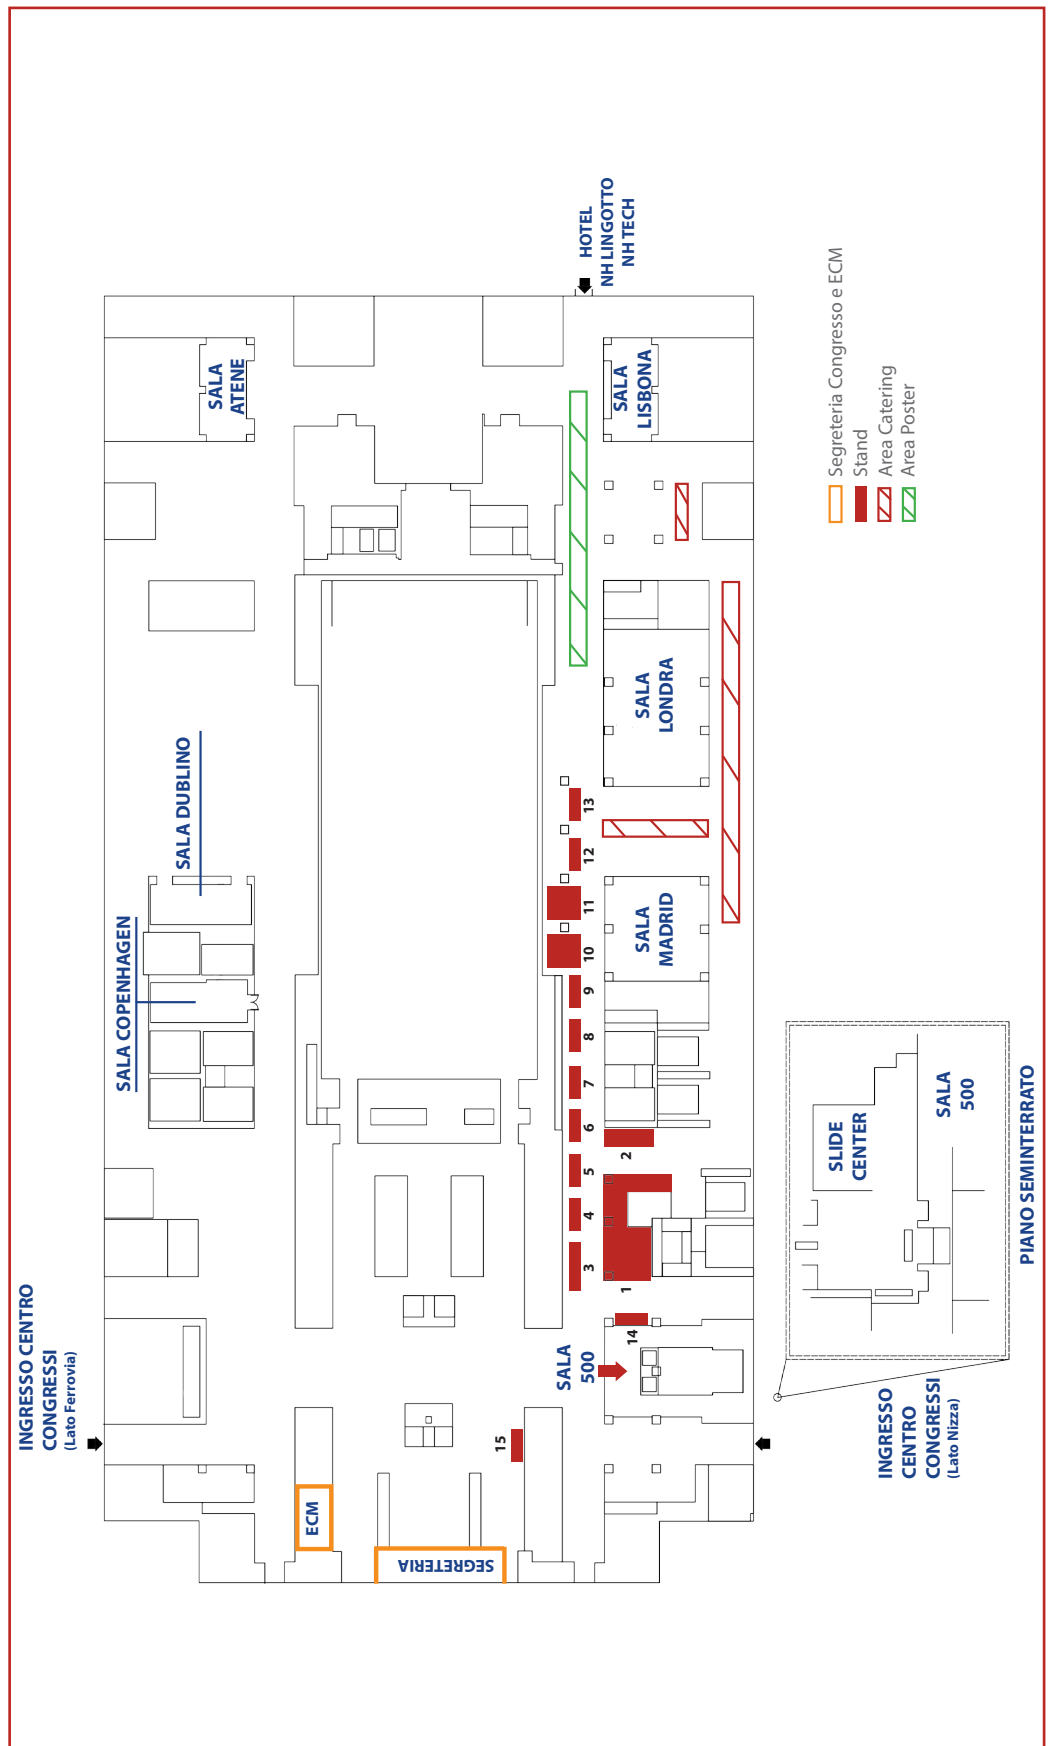 INGRESSO CENTRO
CONGRESSI
(Lato Ferrovia)
SALA COPENHAGEN
SALA DUBLINO
SALA
ATENE
HOTEL
NH LINGOTTO
NH TECH
ECM
SEGRETERIA
15
SALA
500
14
1
2
3
4
5
6
7
8
9
10
11
12
13
SALA
MADRID
SALA
LONDRA
SALA
LISBONA
Segreteria Congresso e ECM
Stand
Area Catering
Area Poster
INGRESSO
CENTRO
CONGRESSI
(Lato Nizza)
SLIDE
CENTER
SALA
500
PIANO SEMINTERRATO